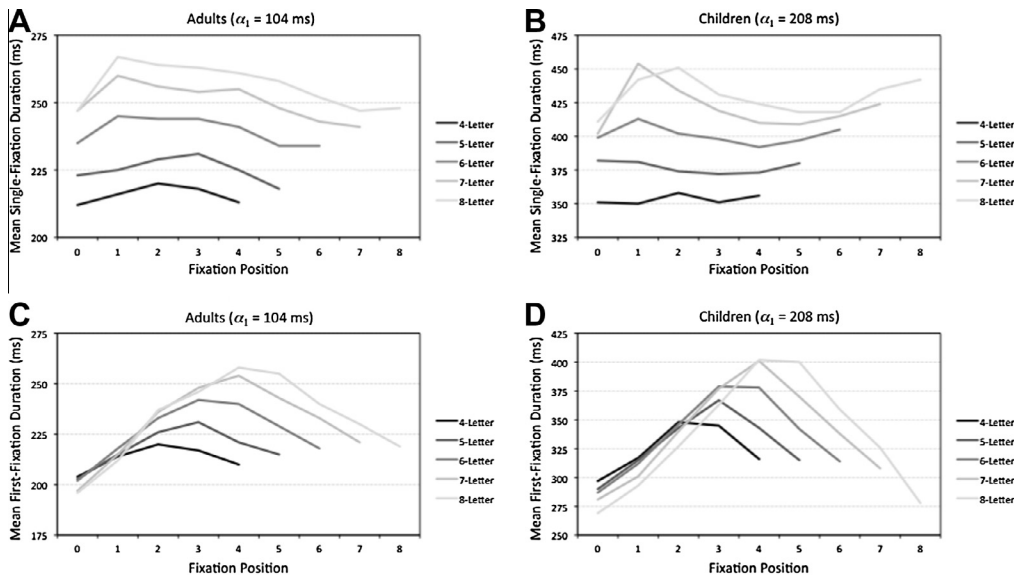 A
Adults (α1 = 104 ms)
Mean Single-Fixation Duration (ms)
275
250
225
200
0 1 2 3 4 5 6 7 8
Fixation Position
4-Letter
5-Letter
6-Letter
7-Letter
8-Letter
B
Children (α1 = 208 ms)
Mean Single-Fixation Duration (ms)
475
450
425
400
375
350
325
0 1 2 3 4 5 6 7 8
Fixation Position
4-Letter
5-Letter
6-Letter
7-Letter
8-Letter
C
Adults (α1 = 104 ms)
Mean First-Fixation Duration (ms)
275
250
225
200
175
0 1 2 3 4 5 6 7 8
Fixation Position
4-Letter
5-Letter
6-Letter
7-Letter
8-Letter
D
Children (α1 = 208 ms)
Mean First-Fixation Duration (ms)
425
400
375
350
325
300
275
250
0 1 2 3 4 5 6 7 8
Fixation Position
4-Letter
5-Letter
6-Letter
7-Letter
8-Letter